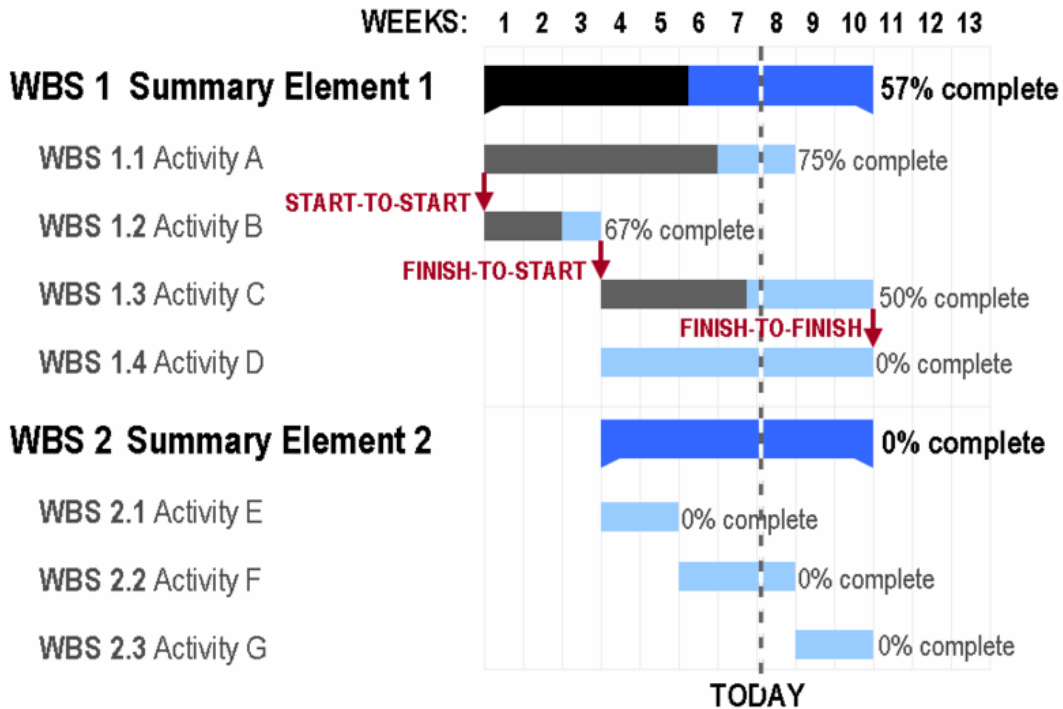 WEEKS: 1 2 3 4 5 6 7 8 9 10 11 12 13
WBS 1 Summary Element 1 57% complete
WBS 1.1 Activity A 75% complete
START-TO-START
WBS 1.2 Activity B 67% complete
FINISH-TO-START
WBS 1.3 Activity C 50% complete
FINISH-TO-FINISH
WBS 1.4 Activity D 0% complete
WBS 2 Summary Element 2 0% complete
WBS 2.1 Activity E 0% complete
WBS 2.2 Activity F 0% complete
WBS 2.3 Activity G 0% complete
TODAY